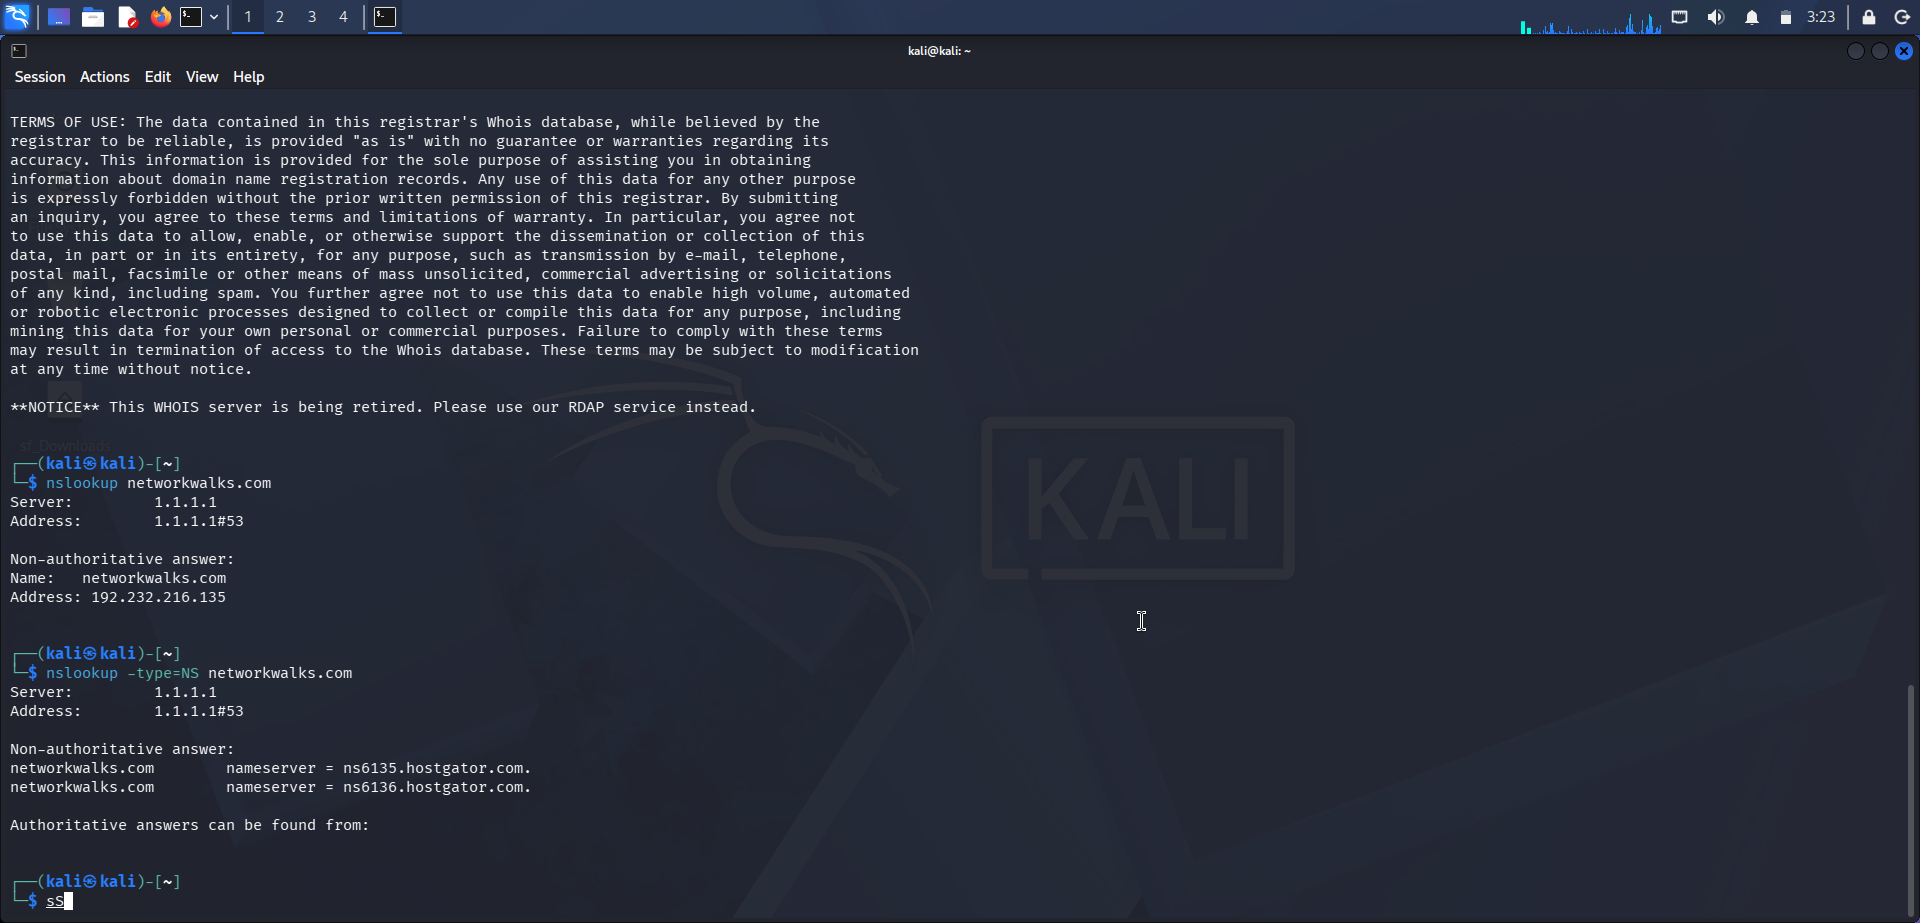 1 2 3 4 3:23
kali@kali: ~
Session Actions Edit View Help
TERMS OF USE: The data contained in this registrar's Whois database, while believed by the
registrar to be reliable, is provided "as is" with no guarantee or warranties regarding its
accuracy. This information is provided for the sole purpose of assisting you in obtaining
information about domain name registration records. Any use of this data for any other purpose
is expressly forbidden without the prior written permission of this registrar. By submitting
an inquiry, you agree to these terms and limitations of warranty. In particular, you agree not
to use this data to allow, enable, or otherwise support the dissemination or collection of this
data, in part or in its entirety, for any purpose, such as transmission by e-mail, telephone,
postal mail, facsimile or other means of mass unsolicited, commercial advertising or solicitations
of any kind, including spam. You further agree not to use this data to enable high volume, automated
or robotic electronic processes designed to collect or compile this data for any purpose, including
mining this data for your own personal or commercial purposes. Failure to comply with these terms
may result in termination of access to the Whois database. These terms may be subject to modification
at any time without notice.
**NOTICE** This WHOIS server is being retired. Please use our RDAP service instead.
sf_Downloads
┌──(kali㉿kali)-[~]
└─$ nslookup networkwalks.com
Server: 1.1.1.1
Address: 1.1.1.1#53
Non-authoritative answer:
Name: networkwalks.com
Address: 192.232.216.135
┌──(kali㉿kali)-[~]
└─$ nslookup -type=NS networkwalks.com
Server: 1.1.1.1
Address: 1.1.1.1#53
Non-authoritative answer:
networkwalks.com nameserver = ns6135.hostgator.com.
networkwalks.com nameserver = ns6136.hostgator.com.
Authoritative answers can be found from:
┌──(kali㉿kali)-[~]
└─$ sS
KALI